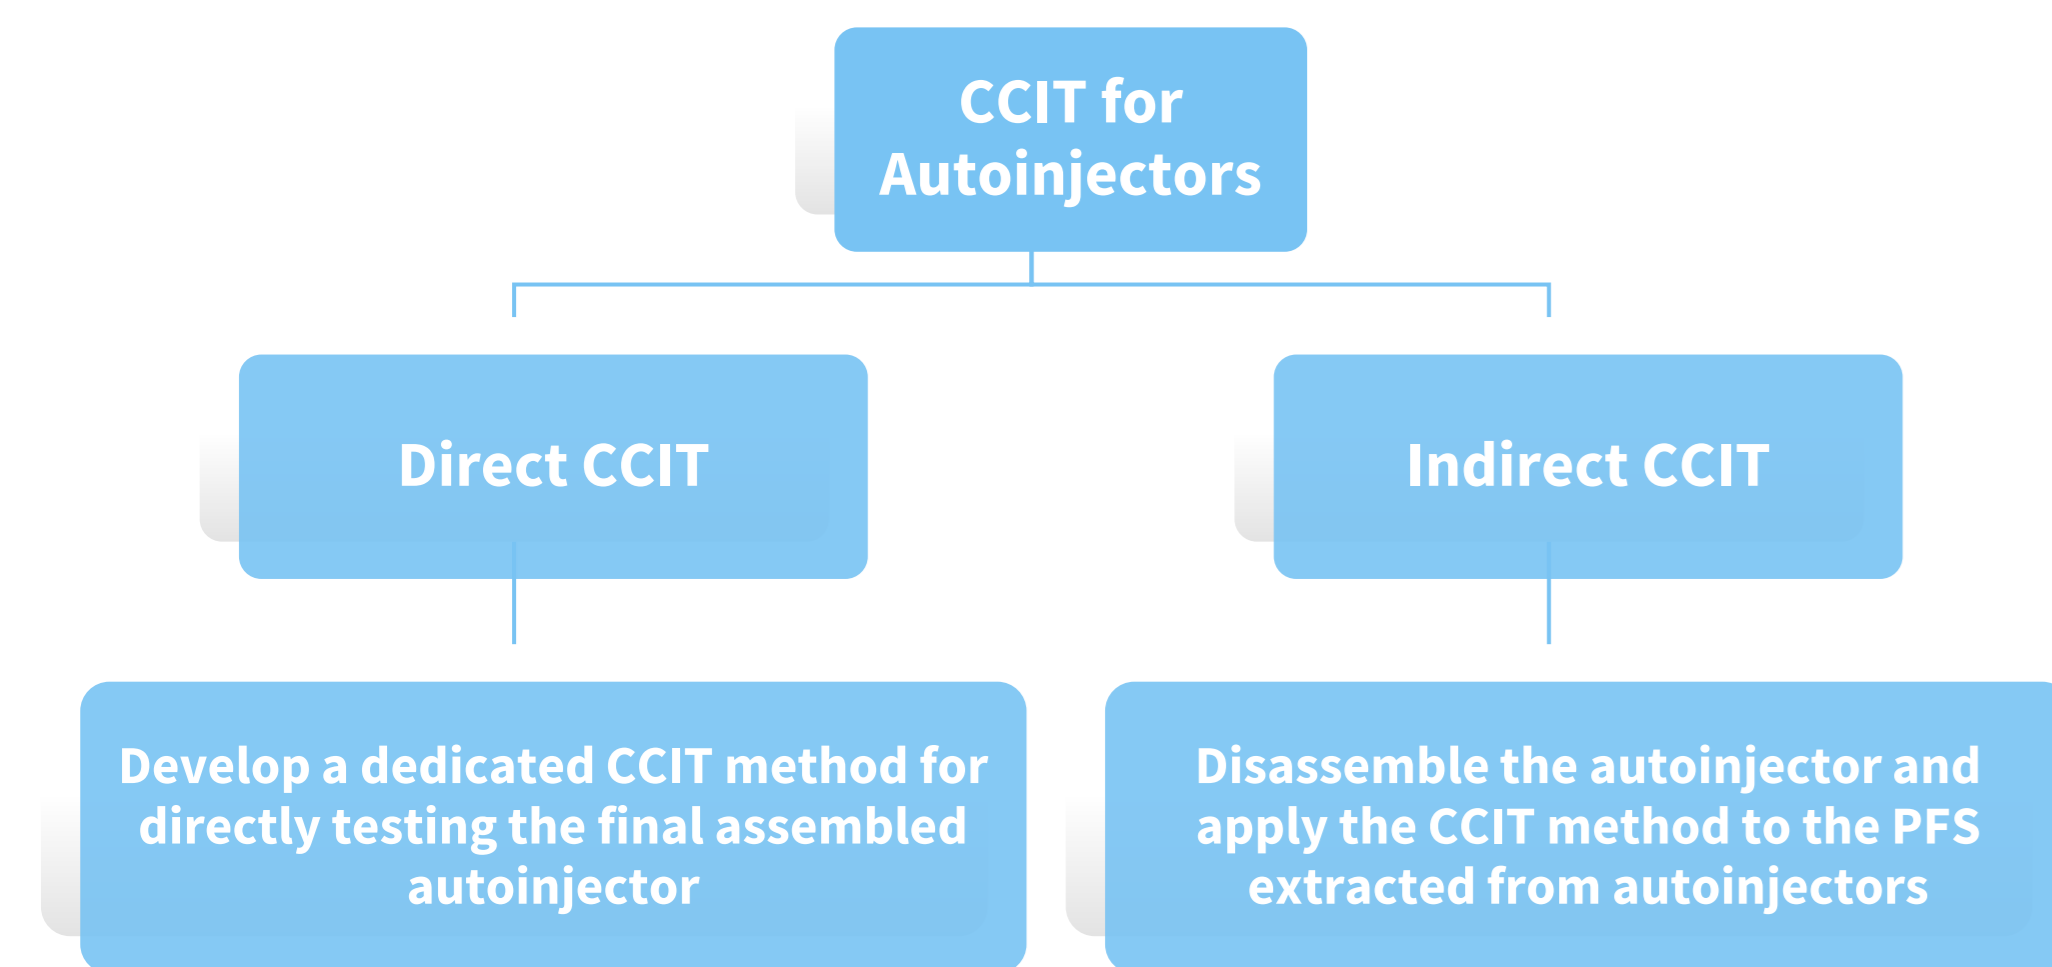 CCIT for
Autoinjectors
Direct CCIT
Indirect CCIT
Develop a dedicated CCIT method for
directly testing the final assembled
autoinjector
Disassemble the autoinjector and
apply the CCIT method to the PFS
extracted from autoinjectors